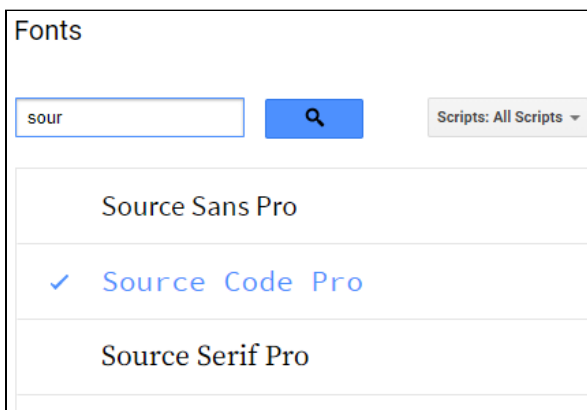 Fonts
sour
Scripts: All Scripts
Source Sans Pro
Source Code Pro
Source Serif Pro